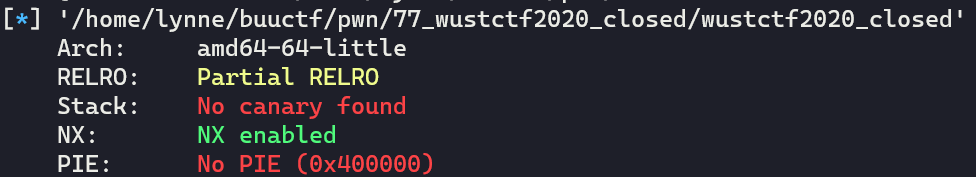 [*] '/home/lynne/buuctf/pwn/77_wustctf2020_closed/wustctf2020_closed'
Arch: amd64-64-little
RELRO: Partial RELRO
Stack: No canary found
NX: NX enabled
PIE: No PIE (0x400000)